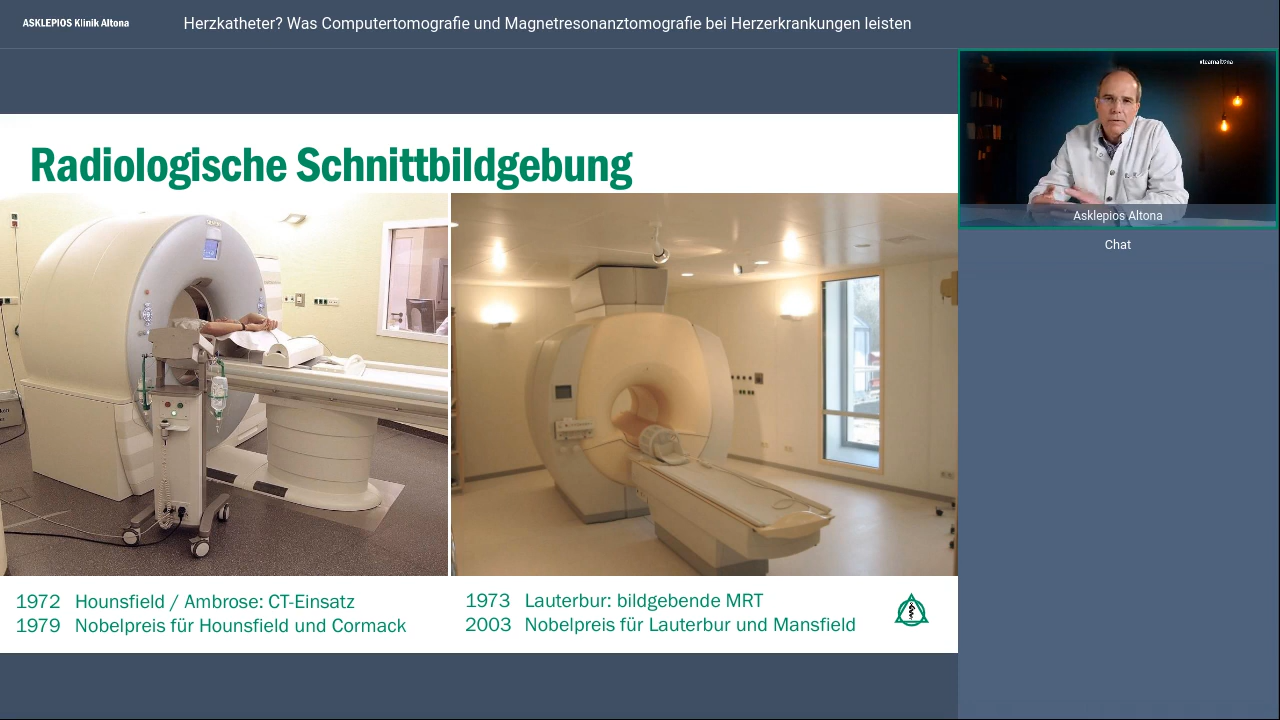 ASKLEPIOS Klinik Altona
Herzkatheter? Was Computertomografie und Magnetresonanztomografie bei Herzerkrankungen leisten
#teamaltona
Radiologische Schnittbildgebung
Asklepios Altona
Chat
1972 Hounsfield / Ambrose: CT-Einsatz
1979 Nobelpreis für Hounsfield und Cormack
1973 Lauterbur: bildgebende MRT
2003 Nobelpreis für Lauterbur und Mansfield